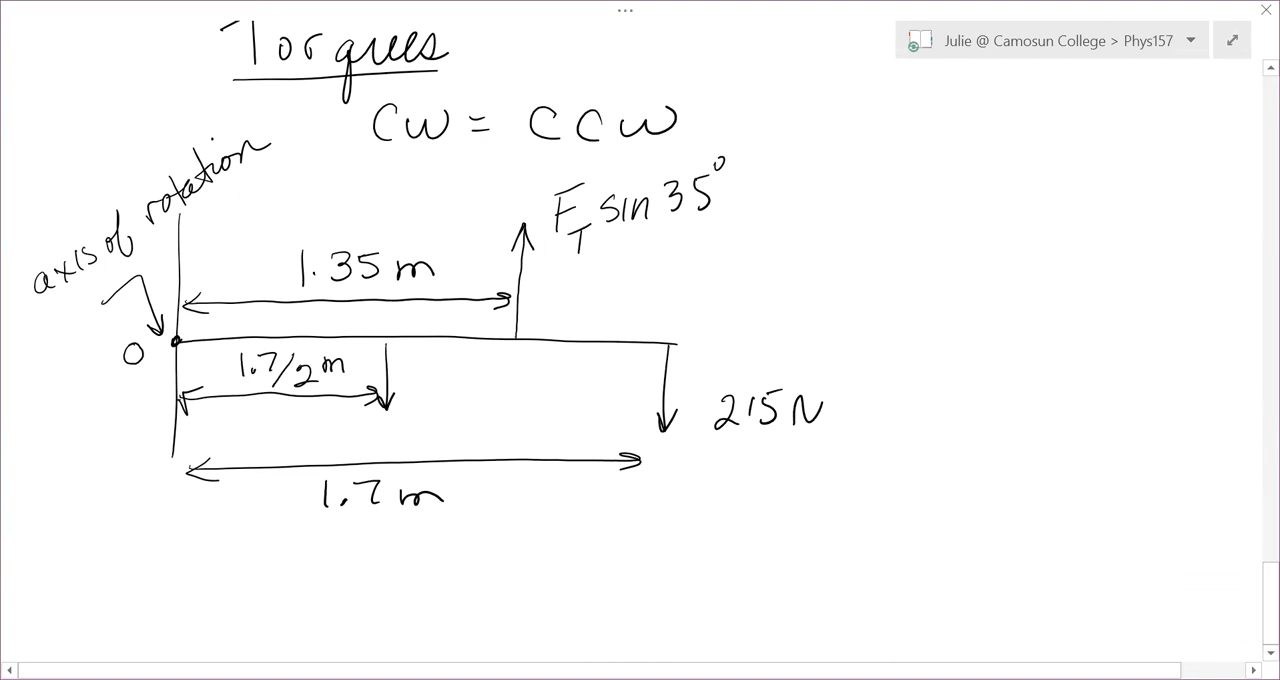 Julie @ Camosun College > Phys157
Torques
CW = CCW
axis of rotation
F_T sin 35°
1.35 m
O
1.7/2 m
215 N
1.7 m